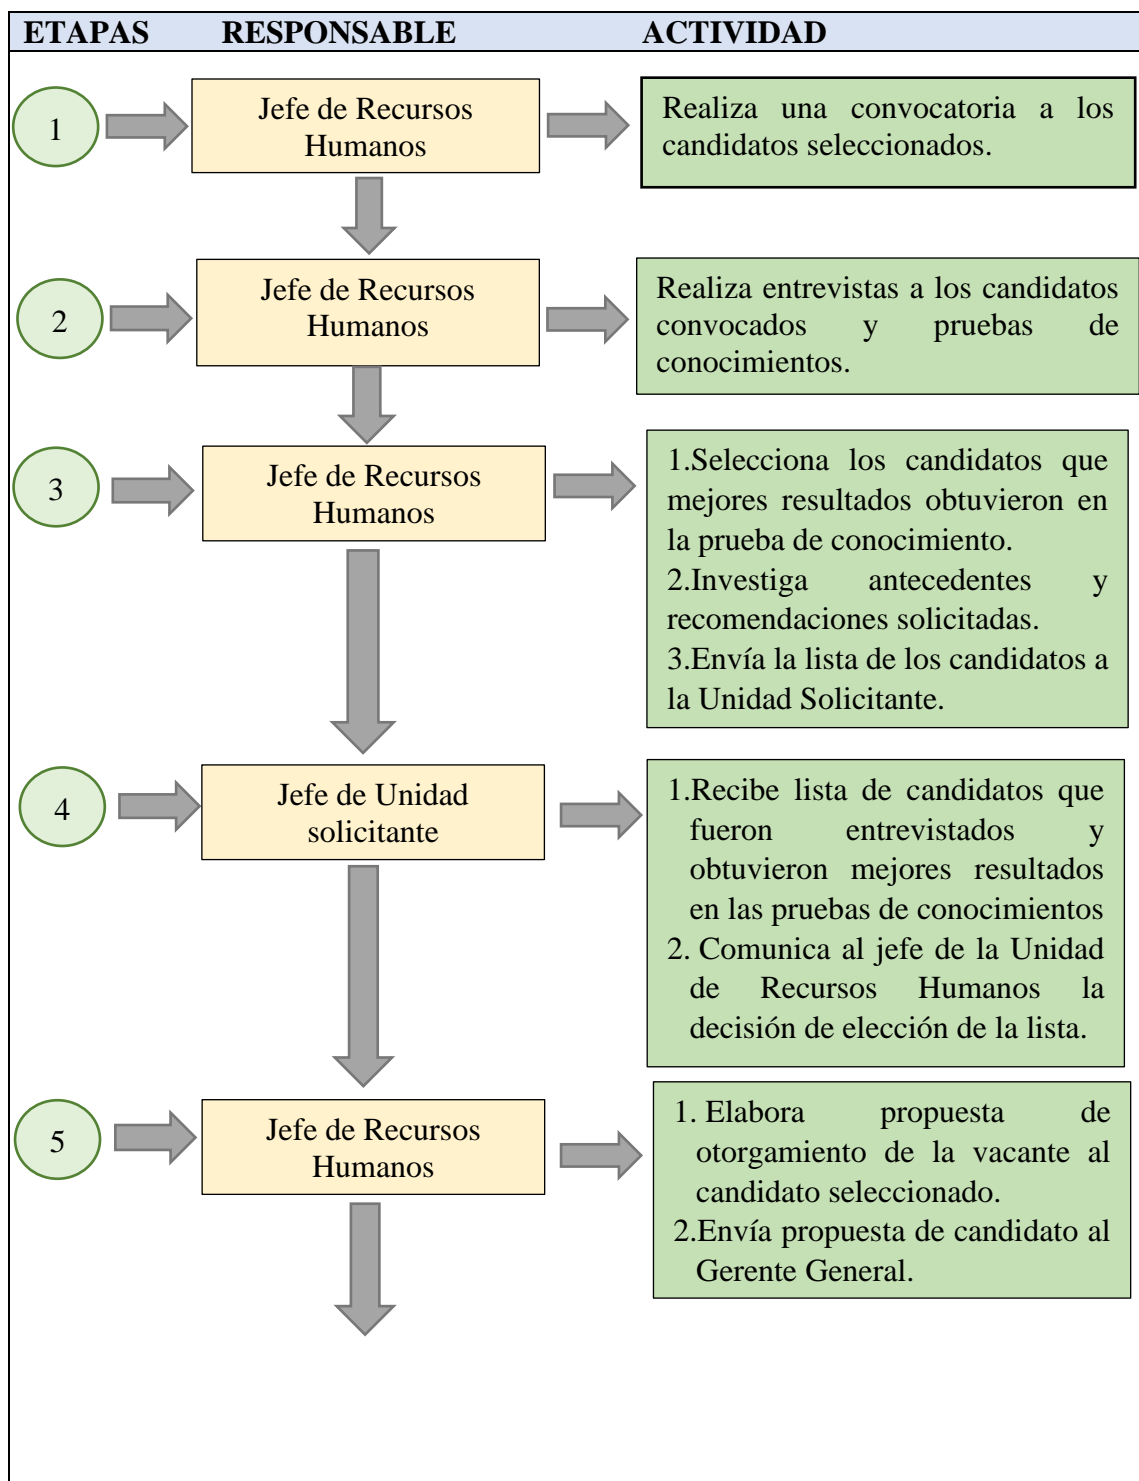 ETAPAS RESPONSABLE ACTIVIDAD
1
Jefe de Recursos
Humanos
Realiza una convocatoria a los
candidatos seleccionados.
2
Jefe de Recursos
Humanos
Realiza entrevistas a los candidatos
convocados y pruebas de
conocimientos.
3
Jefe de Recursos
Humanos
1.Selecciona los candidatos que
mejores resultados obtuvieron en
la prueba de conocimiento.
2.Investiga antecedentes y
recomendaciones solicitadas.
3.Envía la lista de los candidatos a
la Unidad Solicitante.
4
Jefe de Unidad
solicitante
1.Recibe lista de candidatos que
fueron entrevistados y
obtuvieron mejores resultados
en las pruebas de conocimientos
2. Comunica al jefe de la Unidad
de Recursos Humanos la
decisión de elección de la lista.
5
Jefe de Recursos
Humanos
1. Elabora propuesta de
otorgamiento de la vacante al
candidato seleccionado.
2.Envía propuesta de candidato al
Gerente General.